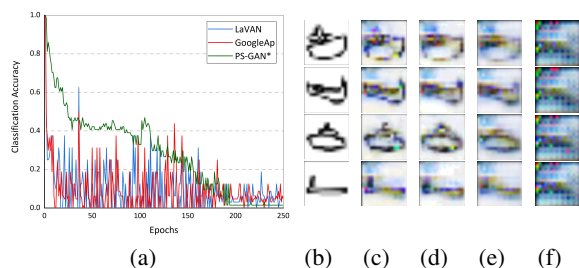 LaVAN
GoogleAp
PS-GAN*
Classification Accuracy
1.0
0.8
0.6
0.4
0.2
0.0
0 50 100 150 200 250
Epochs
(a) (b) (c) (d) (e) (f)